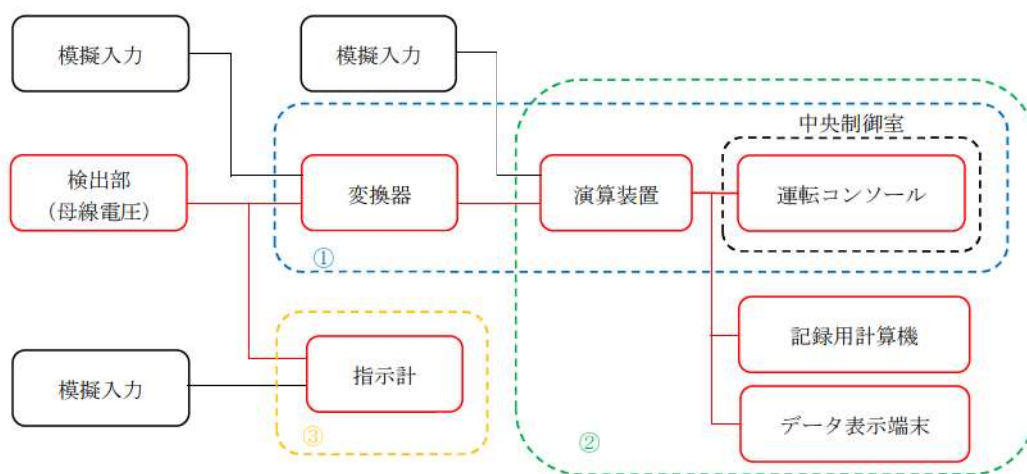 模擬入力
模擬入力
中央制御室
検出部
（母線電圧）
変換器
演算装置
運転コンソール
①
記録用計算機
指示計
模擬入力
データ表示端末
③
②